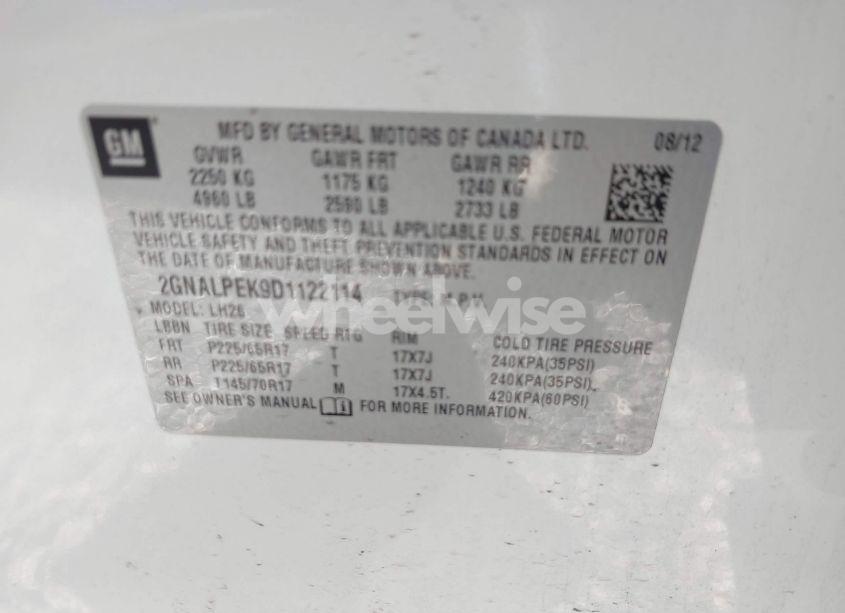 GM
MFD BY GENERAL MOTORS OF CANADA LTD. 08/12
GVWR GAWR FRT GAWR RR
2250 KG 1175 KG 1240 KG
4960 LB 2590 LB 2733 LB
THIS VEHICLE CONFORMS TO ALL APPLICABLE U.S. FEDERAL MOTOR
VEHICLE SAFETY AND THEFT PREVENTION STANDARDS IN EFFECT ON
THE DATE OF MANUFACTURE SHOWN ABOVE.
2GNALPEK9D1122114 TYPE: M.P.V.
wheelwise
MODEL: LH26
LBBN TIRE SIZE SPEED RTG RIM COLD TIRE PRESSURE
FRT P225/65R17 T 17X7J 240KPA(35PSI)
RR P225/65R17 T 17X7J 240KPA(35PSI)
SPA T145/70R17 M 17X4.5T. 420KPA(60PSI)
SEE OWNER'S MANUAL FOR MORE INFORMATION.